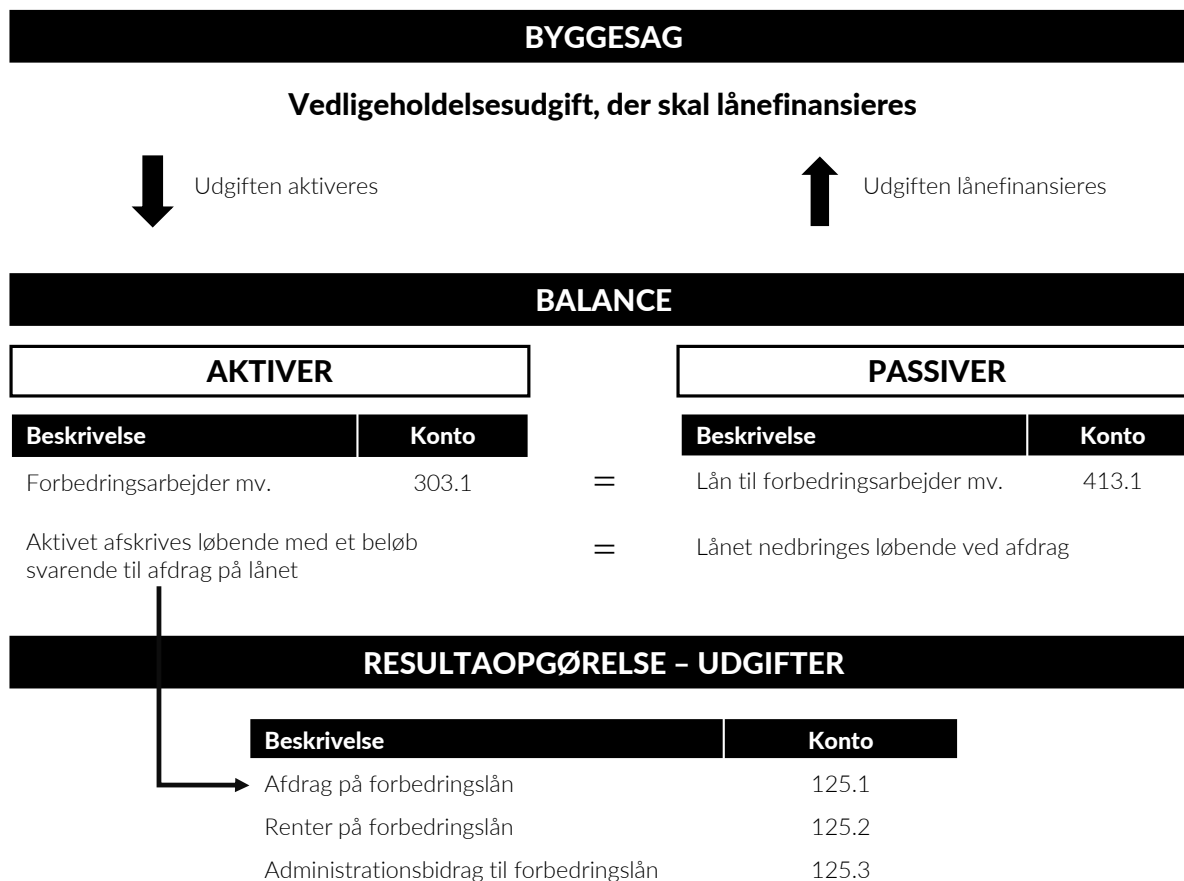 BYGGESAG
Vedligeholdelsesudgift, der skal lånefinansieres
Udgiften aktiveres
Udgiften lånefinansieres
BALANCE
AKTIVER
PASSIVER
Beskrivelse Konto
Beskrivelse Konto
Forbedringsarbejder mv. 303.1 = Lån til forbedringsarbejder mv. 413.1
Aktivet afskrives løbende med et beløb
svarende til afdrag på lånet
= Lånet nedbringes løbende ved afdrag
RESULTAOPGØRELSE – UDGIFTER
Beskrivelse Konto
Afdrag på forbedringslån 125.1
Renter på forbedringslån 125.2
Administrationsbidrag til forbedringslån 125.3